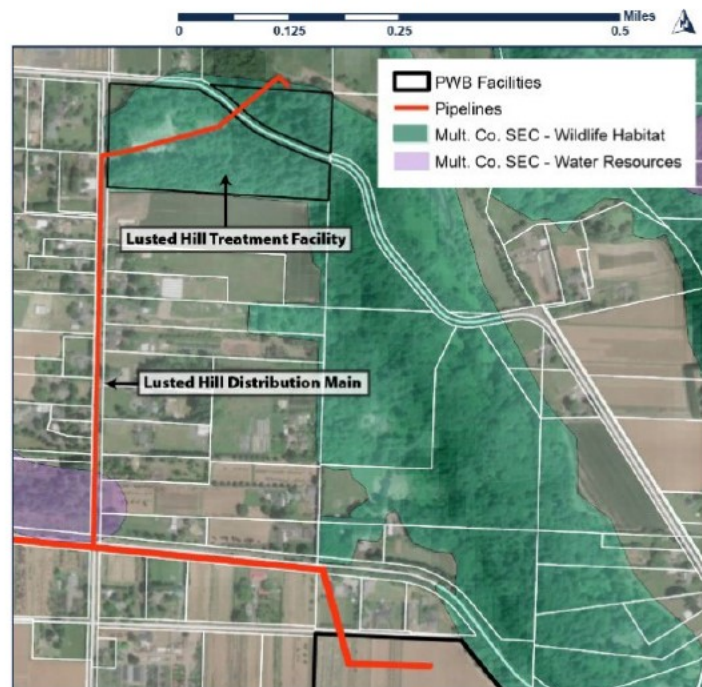 Miles
0 0.125 0.25 0.5
PWB Facilities
Pipelines
Mult. Co. SEC - Wildlife Habitat
Mult. Co. SEC - Water Resources
Lusted Hill Treatment Facility
Lusted Hill Distribution Main